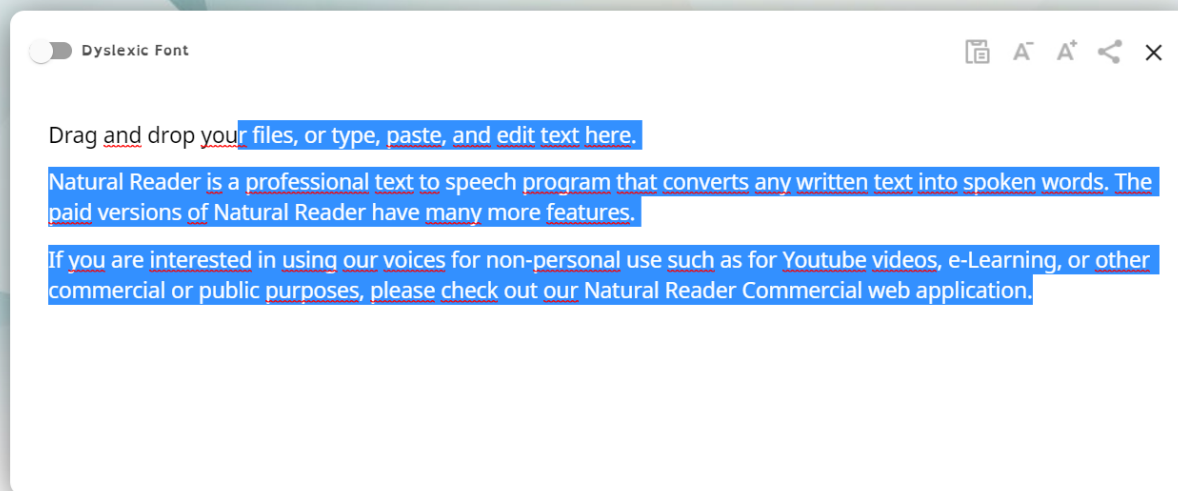 Dyslexic Font
A- A+
Drag and drop your files, or type, paste, and edit text here.
Natural Reader is a professional text to speech program that converts any written text into spoken words. The
paid versions of Natural Reader have many more features.
If you are interested in using our voices for non-personal use such as for Youtube videos, e-Learning, or other
commercial or public purposes, please check out our Natural Reader Commercial web application.